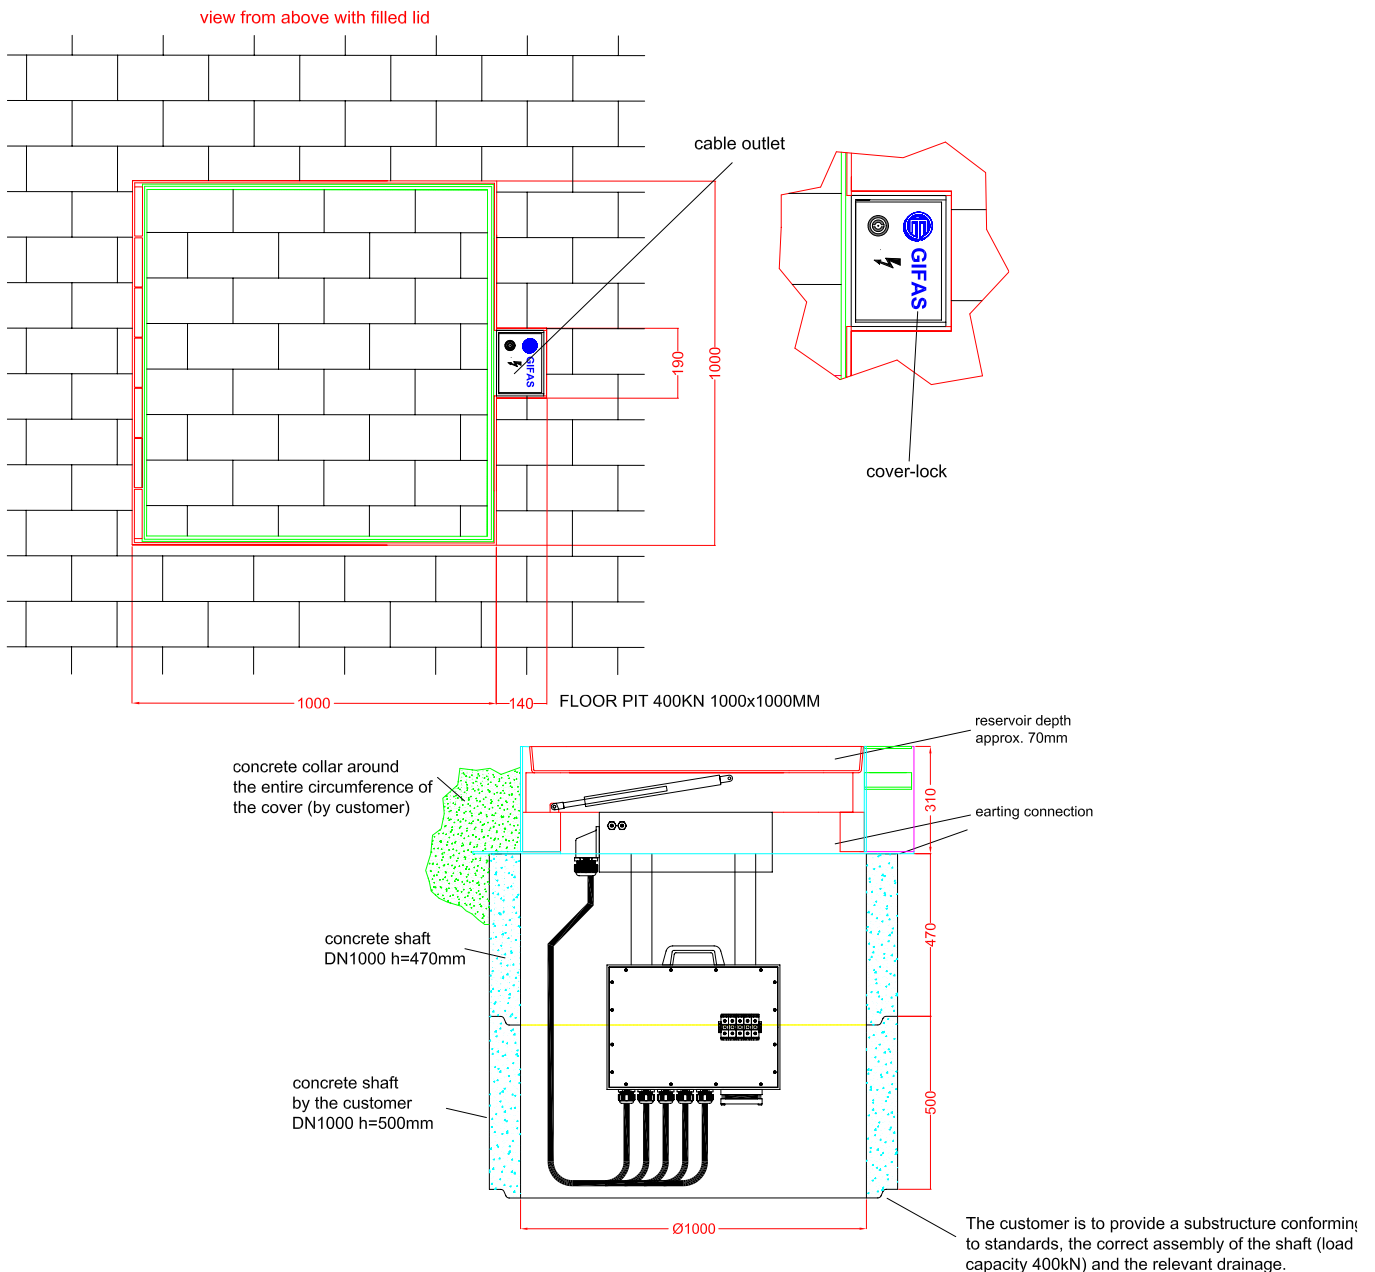 view from above with filled lid
cable outlet
GIFAS
GIFAS
cover-lock
190
1000
1000
140
FLOOR PIT 400KN 1000x1000MM
reservoir depth
approx. 70mm
concrete collar around
the entire circumference of
the cover (by customer)
310
earting connection
concrete shaft
DN1000 h=470mm
470
concrete shaft
by the customer
DN1000 h=500mm
500
Ø1000
The customer is to provide a substructure conforming
to standards, the correct assembly of the shaft (load
capacity 400kN) and the relevant drainage.